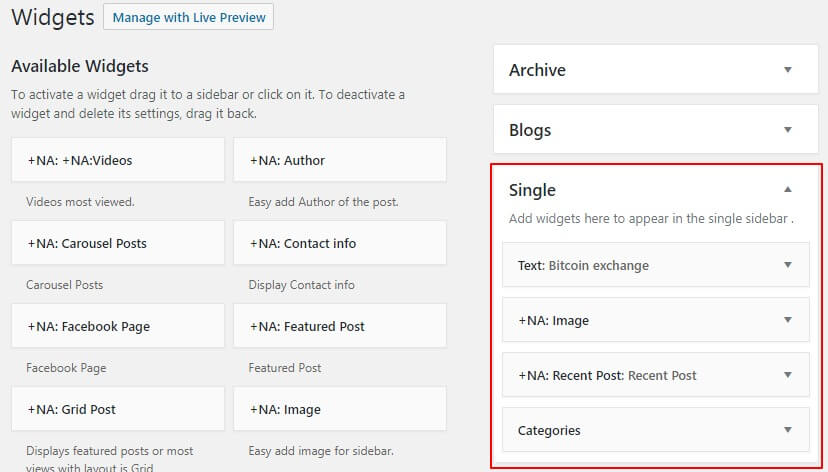 Widgets
Manage with Live Preview
Available Widgets
To activate a widget drag it to a sidebar or click on it. To deactivate a
widget and delete its settings, drag it back.
+NA: +NA:Videos
+NA: Author
Videos most viewed.
Easy add Author of the post.
+NA: Carousel Posts
+NA: Contact info
Carousel Posts
Display Contact info
+NA: Facebook Page
+NA: Featured Post
Facebook Page
Featured Post
+NA: Grid Post
+NA: Image
Displays featured posts or most
views with layout is Grid
Easy add image for sidebar.
Archive
Blogs
Single
Add widgets here to appear in the single sidebar .
Text: Bitcoin exchange
+NA: Image
+NA: Recent Post: Recent Post
Categories